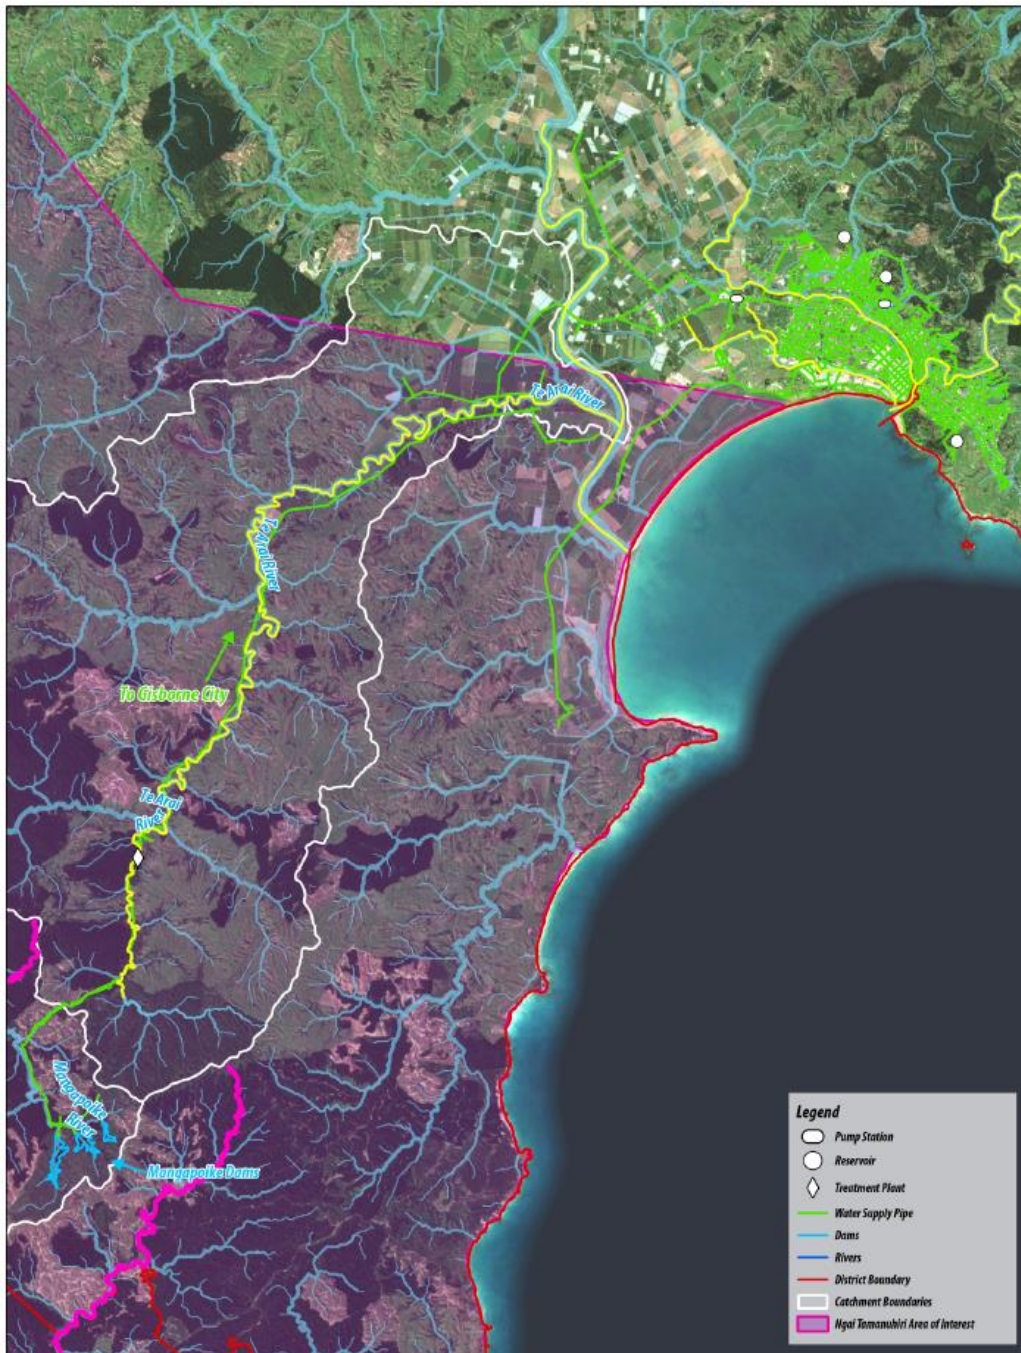 Te Arai River
Te Arai River
To Gisborne City
Te Arai
River
Mangapoike
River
Mangapoike Dams
Legend
Pump Station
Reservoir
Treatment Plant
Water Supply Pipe
Dams
Rivers
District Boundary
Catchment Boundaries
Ngai Tamanuhiri Area of Interest